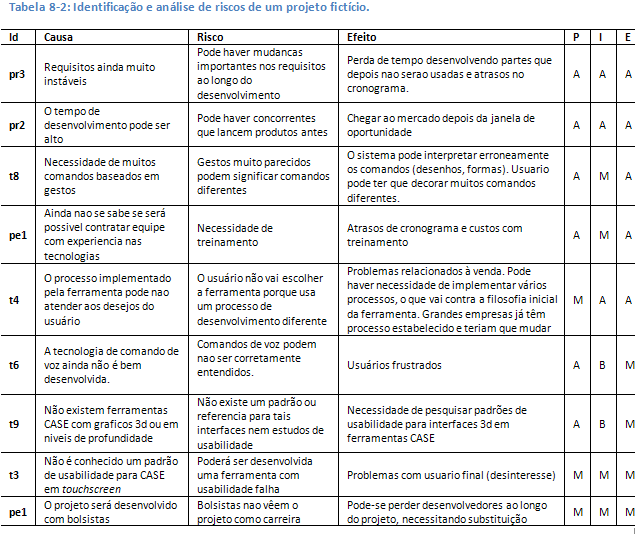 Tabela 8-2: Identificação e análise de riscos de um projeto fictício.
Id Causa Risco Efeito P I E
pr3 Requisitos ainda muito instáveis Pode haver mudancas importantes nos requisitos ao longo do desenvolvimento Perda de tempo desenvolvendo partes que depois nao serao usadas e atrasos no cronograma. A A A
pr2 O tempo de desenvolvimento pode ser alto Pode haver concorrentes que lancem produtos antes Chegar ao mercado depois da janela de oportunidade A A A
t8 Necessidade de muitos comandos baseados em gestos Gestos muito parecidos podem significar comandos diferentes O sistema pode interpretar erroneamente os comandos (desenhos, formas). Usuario pode ter que decorar muitos comandos diferentes. A M A
pe1 Ainda nao se sabe se será possivel contratar equipe com experiencia nas tecnologias Necessidade de treinamento Atrasos de cronograma e custos com treinamento A M A
t4 O processo implementado pela ferramenta pode nao atender aos desejos do usuário O usuário não vai escolher a ferramenta porque usa um processo de desenvolvimento diferente Problemas relacionados à venda. Pode haver necessidade de implementar vários processos, o que vai contra a filosofia inicial da ferramenta. Grandes empresas já têm processo estabelecido e teriam que mudar M A A
t6 A tecnologia de comando de voz ainda não é bem desenvolvida. Comandos de voz podem nao ser corretamente entendidos. Usuários frustrados A B M
t9 Não existem ferramentas CASE com graficos 3d ou em niveis de profundidade Não existe um padrão ou referencia para tais interfaces nem estudos de usabilidade Necessidade de pesquisar padrões de usabilidade para interfaces 3d em ferramentas CASE A B M
t3 Não é conhecido um padrão de usabilidade para CASE em touchscreen Poderá ser desenvolvida uma ferramenta com usabilidade falha Problemas com usuario final (desinteresse) M M M
pe1 O projeto será desenvolvido com bolsistas Bolsistas nao vêem o projeto como carreira Pode-se perder desenvolvedores ao longo do projeto, necessitando substituição M M M